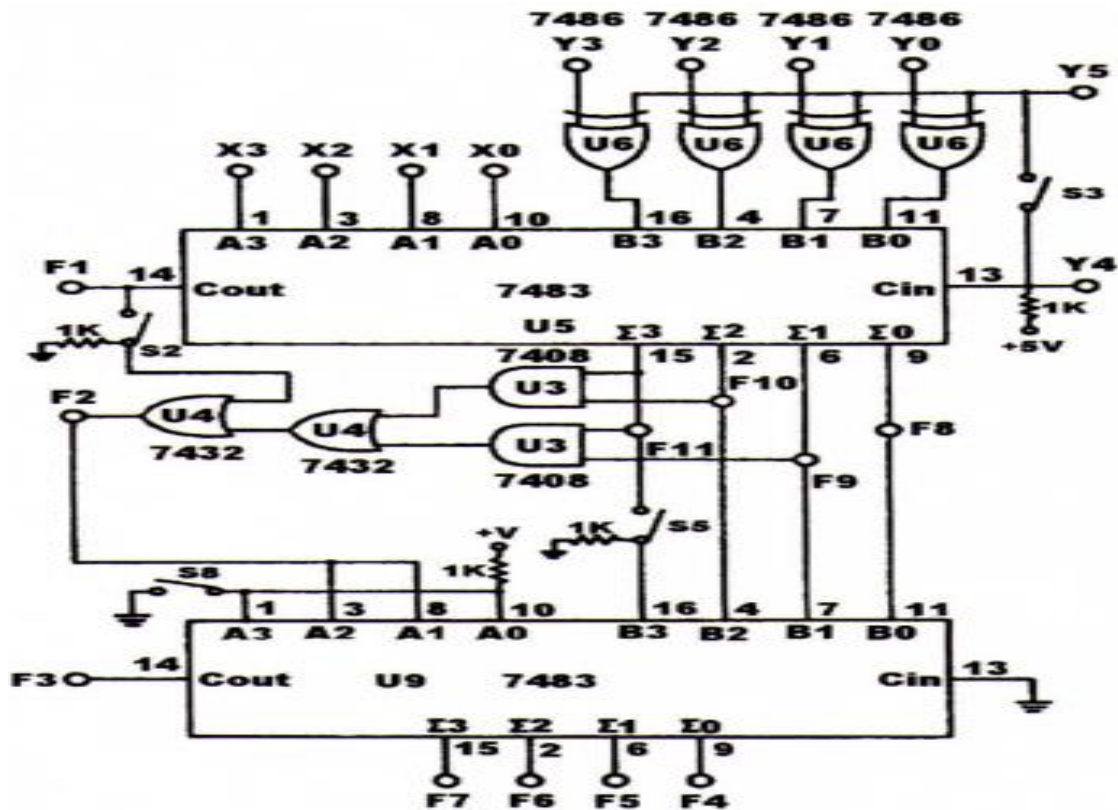 7486 7486 7486 7486
Y3 Y2 Y1 Y0 Y5
U6 U6 U6 U6
X3 X2 X1 X0
S3
1 3 8 10 16 4 7 11
A3 A2 A1 A0 B3 B2 B1 B0
F1 14 Cout 7483 Cin 13 Y4
1K S2 U5 Σ3 Σ2 Σ1 Σ0 1K
+5V
7408 15 2 6 9
U3 F10
F2 U4 U4 U3 F11 F8
7432 7432 7408 F9
+V 1K S5
S8 1K
1 3 8 10 16 4 7 11
A3 A2 A1 A0 B3 B2 B1 B0
F3 14 Cout U9 7483 Cin 13
Σ3 Σ2 Σ1 Σ0
15 2 6 9
F7 F6 F5 F4